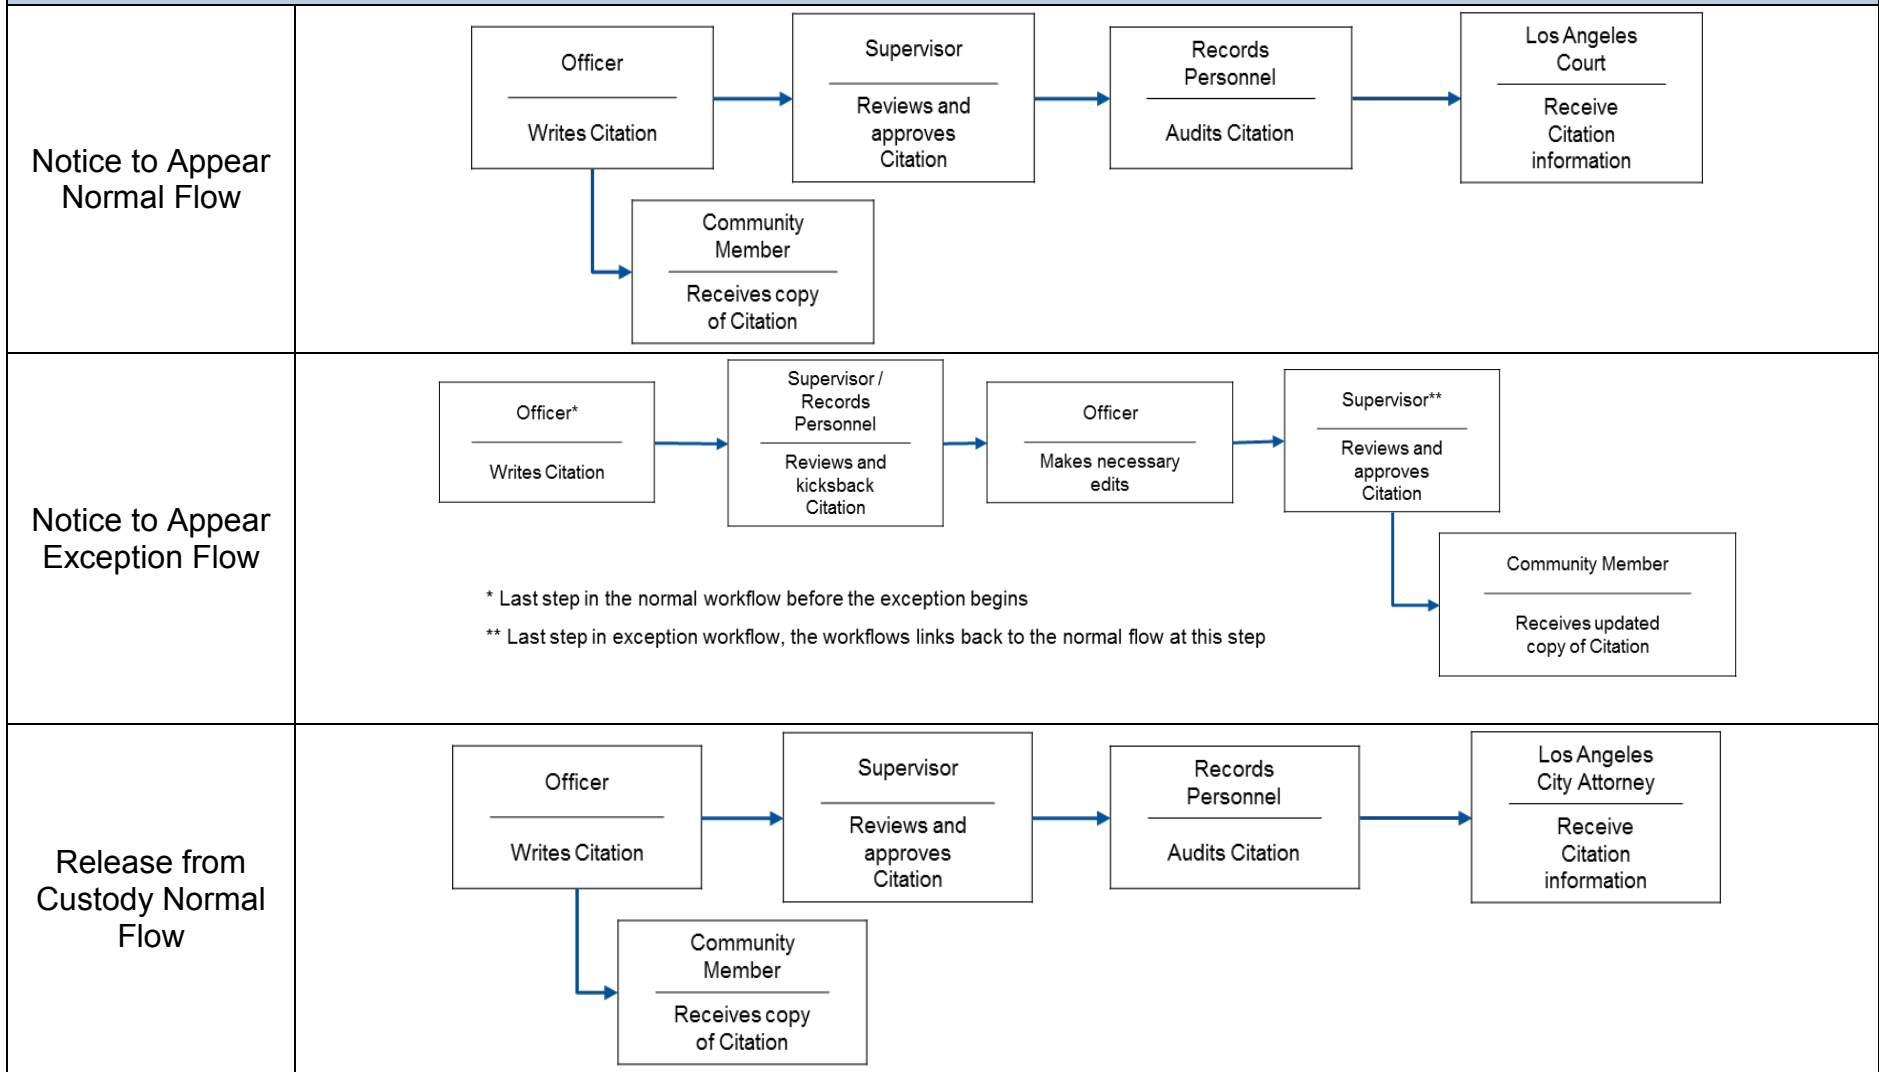 Notice to Appear
Normal Flow
Officer
Writes Citation
Supervisor
Reviews and
approves
Citation
Records
Personnel
Audits Citation
Los Angeles
Court
Receive
Citation
information
Community
Member
Receives copy
of Citation
Notice to Appear
Exception Flow
Officer*
Writes Citation
Supervisor /
Records
Personnel
Reviews and
kicksback
Citation
Officer
Makes necessary
edits
Supervisor**
Reviews and
approves
Citation
Community Member
Receives updated
copy of Citation
* Last step in the normal workflow before the exception begins
** Last step in exception workflow, the workflows links back to the normal flow at this step
Release from
Custody Normal
Flow
Officer
Writes Citation
Supervisor
Reviews and
approves
Citation
Records
Personnel
Audits Citation
Los Angeles
City Attorney
Receive
Citation
information
Community
Member
Receives copy
of Citation